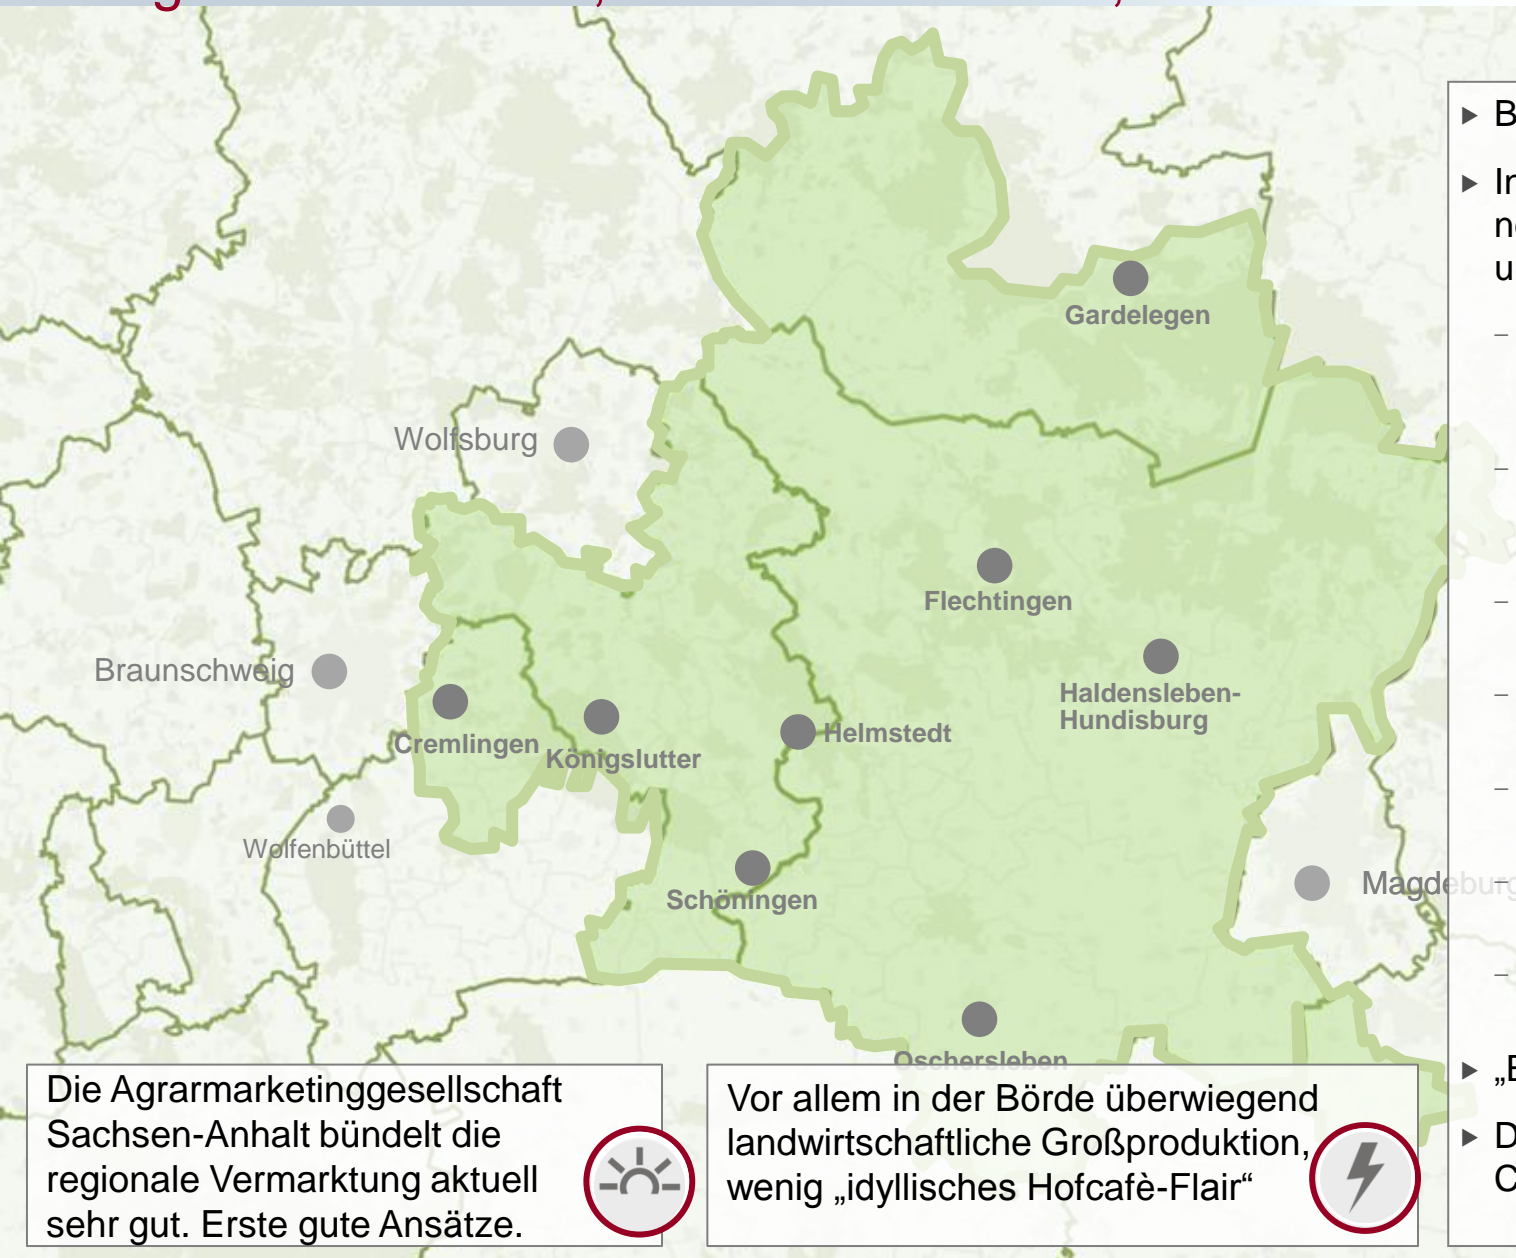 Gardelegen
Wolfsburg
Flechtingen
Braunschweig
Haldensleben-
Hundisburg
Cremlingen
Königslutter
Helmstedt
Wolfenbüttel
Schöningen
Magdeburg
Oschersleben
Die Agrarmarketinggesellschaft
Sachsen-Anhalt bündelt die
regionale Vermarktung aktuell
sehr gut. Erste gute Ansätze.
Vor allem in der Börde überwiegend
landwirtschaftliche Großproduktion,
wenig „idyllisches Hofcafè-Flair“